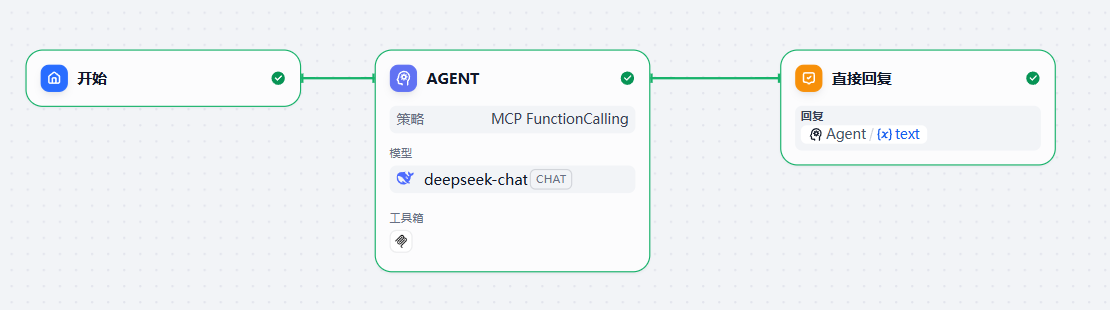 开始
AGENT
策略 MCP FunctionCalling
模型
deepseek-chat CHAT
工具箱
直接回复
回复
Agent / {x} text